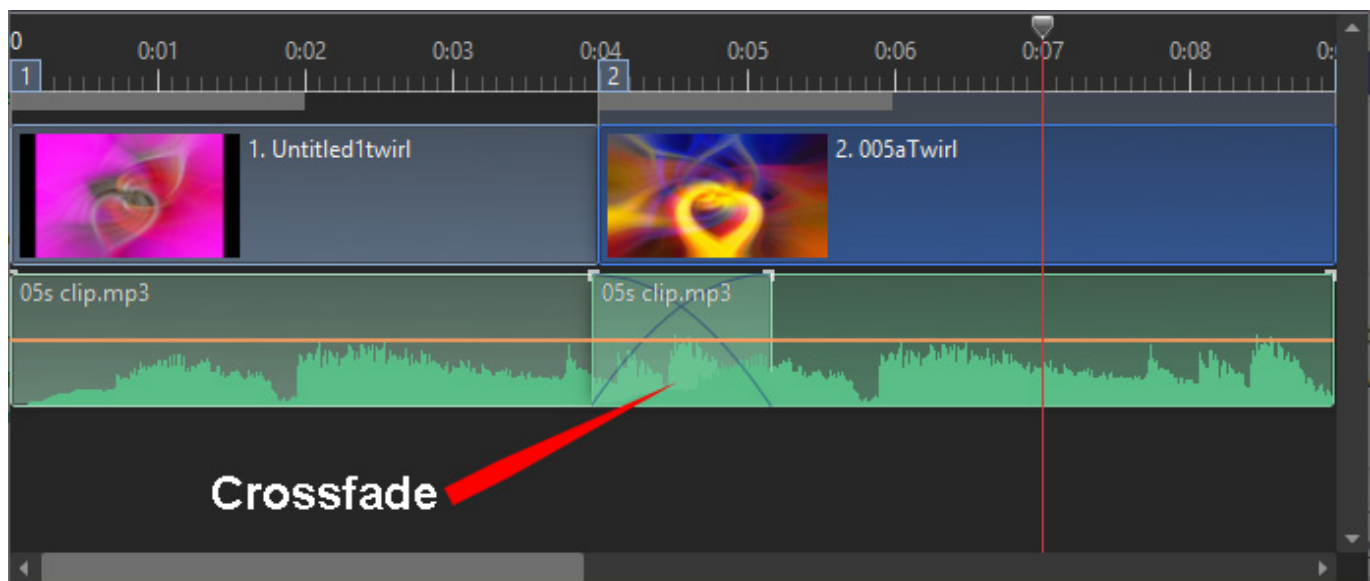 0 0:01 0:02 0:03 0:04 0:05 0:06 0:07 0:08 0:
1 2
1. Untitled1twirl 2. 005aTwirl
05s clip.mp3 05s clip.mp3
Crossfade